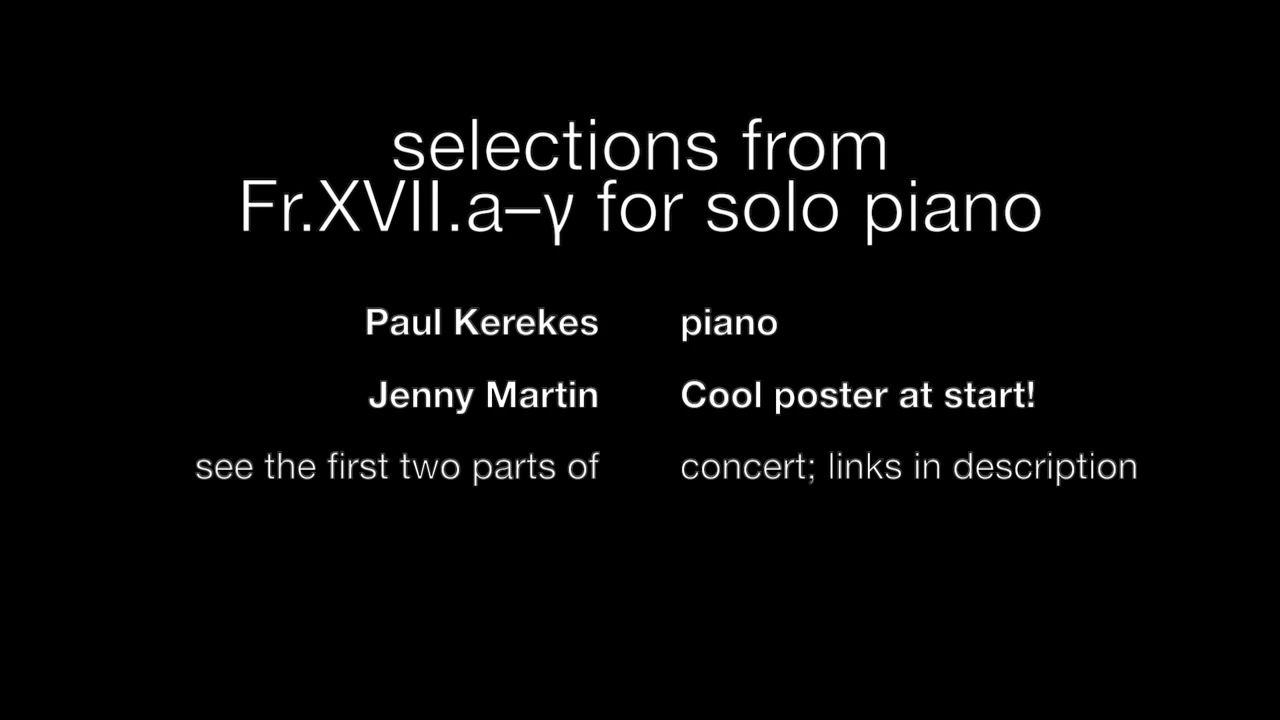 selections from
Fr.XVII.a–γ for solo piano
Paul Kerekes piano
Jenny Martin Cool poster at start!
see the first two parts of concert; links in description